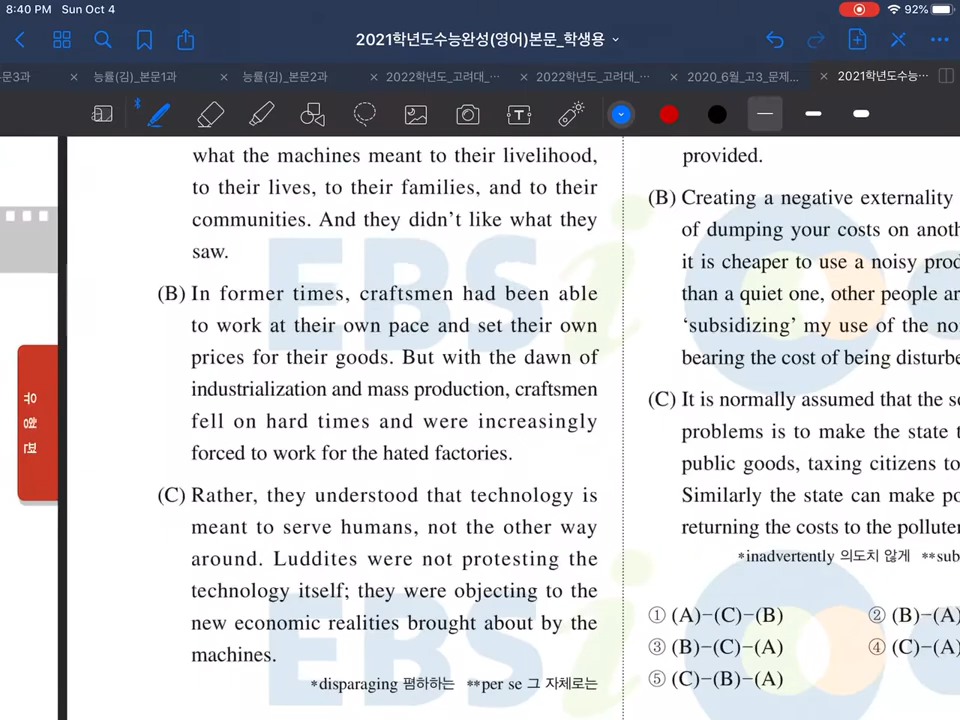 8:40 PM Sun Oct 4
92%
2021학년도수능완성(영어)본문_학생용
문3과
능률(김)_본문1과
능률(김)_본문2과
2022학년도_고려대_…
2022학년도_고려대_…
2020_6월_고3_문제…
2021학년도수능…
what the machines meant to their livelihood,
to their lives, to their families, and to their
communities. And they didn't like what they
saw.
(B) In former times, craftsmen had been able
to work at their own pace and set their own
prices for their goods. But with the dawn of
industrialization and mass production, craftsmen
fell on hard times and were increasingly
forced to work for the hated factories.
(C) Rather, they understood that technology is
meant to serve humans, not the other way
around. Luddites were not protesting the
technology itself; they were objecting to the
new economic realities brought about by the
machines.
*disparaging 폄하하는 **per se 그 자체로는
provided.
(B) Creating a negative externality
of dumping your costs on anoth
it is cheaper to use a noisy prod
than a quiet one, other people ar
'subsidizing' my use of the noi
bearing the cost of being disturbe
(C) It is normally assumed that the so
problems is to make the state t
public goods, taxing citizens to
Similarly the state can make po
returning the costs to the polluter
*inadvertently 의도치 않게 **sub
① (A)-(C)-(B)
② (B)-(A)
③ (B)-(C)-(A)
④ (C)-(A)
⑤ (C)-(B)-(A)
유형편
EBSi
EBSi